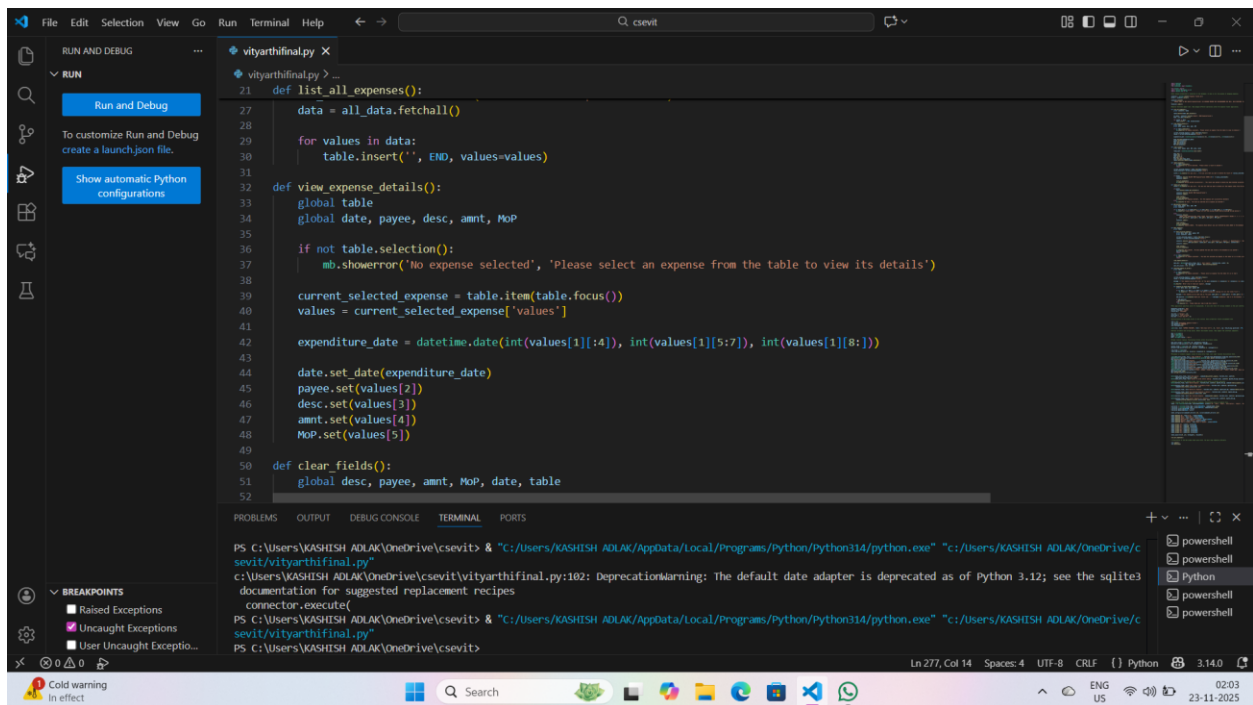 File Edit Selection View Go Run Terminal Help
csevit
RUN AND DEBUG
RUN
Run and Debug
To customize Run and Debug
create a launch.json file.
Show automatic Python
configurations
vityarthifinal.py
vityarthifinal.py > ...
21 def list_all_expenses():
27 data = all_data.fetchall()
28
29 for values in data:
30 table.insert('', END, values=values)
31
32 def view_expense_details():
33 global table
34 global date, payee, desc, amnt, MoP
35
36 if not table.selection():
37 mb.showerror('No expense selected', 'Please select an expense from the table to view its details')
38
39 current_selected_expense = table.item(table.focus())
40 values = current_selected_expense['values']
41
42 expenditure_date = datetime.date(int(values[1][:4]), int(values[1][5:7]), int(values[1][8:]))
43
44 date.set_date(expenditure_date)
45 payee.set(values[2])
46 desc.set(values[3])
47 amnt.set(values[4])
48 MoP.set(values[5])
49
50 def clear_fields():
51 global desc, payee, amnt, MoP, date, table
52
PROBLEMS OUTPUT DEBUG CONSOLE TERMINAL PORTS
PS C:\Users\KASHISH ADLAK\OneDrive\csevit> & "C:/Users/KASHISH ADLAK/AppData/Local/Programs/Python/Python314/python.exe" "c:/Users/KASHISH ADLAK/OneDrive/c
sevit/vityarthifinal.py"
c:\Users\KASHISH ADLAK\OneDrive\csevit\vityarthifinal.py:102: DeprecationWarning: The default date adapter is deprecated as of Python 3.12; see the sqlite3
documentation for suggested replacement recipes
connector.execute(
PS C:\Users\KASHISH ADLAK\OneDrive\csevit> & "C:/Users/KASHISH ADLAK/AppData/Local/Programs/Python/Python314/python.exe" "c:/Users/KASHISH ADLAK/OneDrive/c
sevit/vityarthifinal.py"
PS C:\Users\KASHISH ADLAK\OneDrive\csevit>
powershell
powershell
Python
powershell
powershell
BREAKPOINTS
Raised Exceptions
Uncaught Exceptions
User Uncaught Exceptio...
0 0
Ln 277, Col 14 Spaces: 4 UTF-8 CRLF {} Python 3.14.0
1
Cold warning
In effect
Search
ENG
US
02:03
23-11-2025